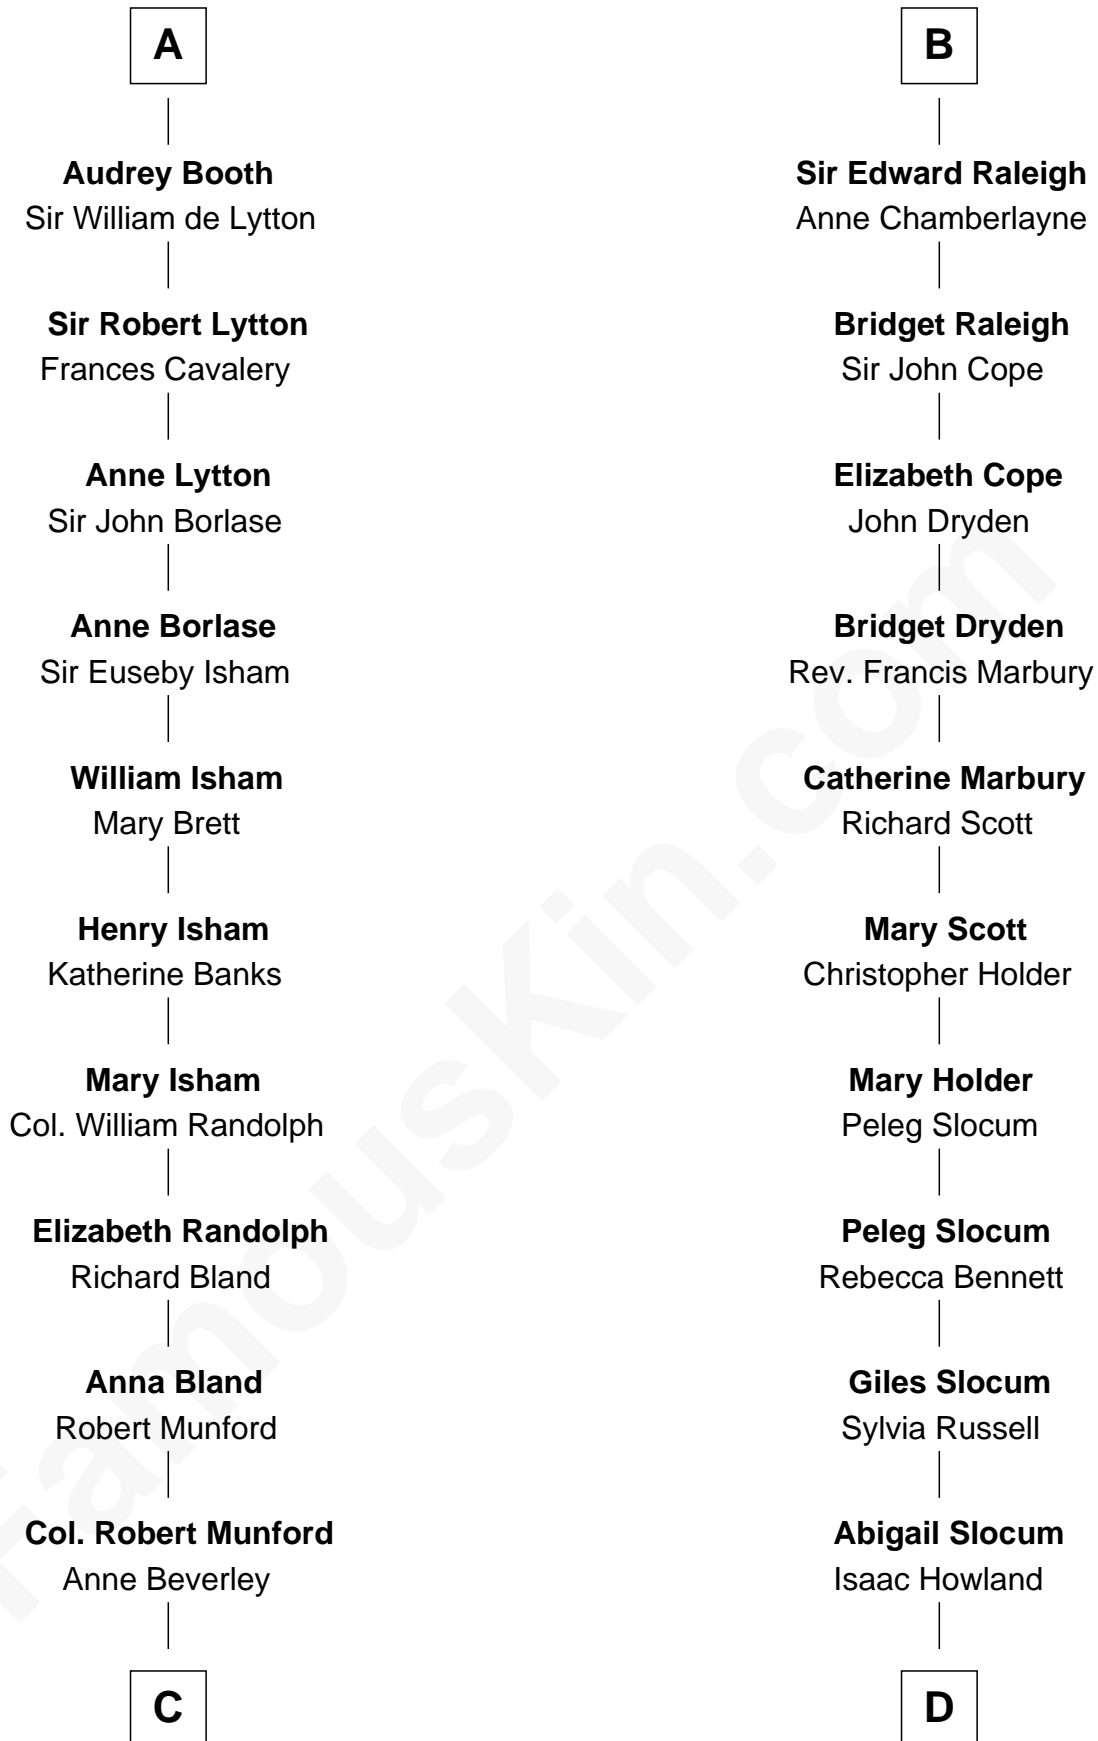 A
Audrey Booth
Sir William de Lytton
Sir Robert Lytton
Frances Cavalery
Anne Lytton
Sir John Borlase
Anne Borlase
Sir Euseby Isham
William Isham
Mary Brett
Henry Isham
Katherine Banks
Mary Isham
Col. William Randolph
Elizabeth Randolph
Richard Bland
Anna Bland
Robert Munford
Col. Robert Munford
Anne Beverley
C
B
Sir Edward Raleigh
Anne Chamberlayne
Bridget Raleigh
Sir John Cope
Elizabeth Cope
John Dryden
Bridget Dryden
Rev. Francis Marbury
Catherine Marbury
Richard Scott
Mary Scott
Christopher Holder
Mary Holder
Peleg Slocum
Peleg Slocum
Rebecca Bennett
Giles Slocum
Sylvia Russell
Abigail Slocum
Isaac Howland
D
FamousKin.com